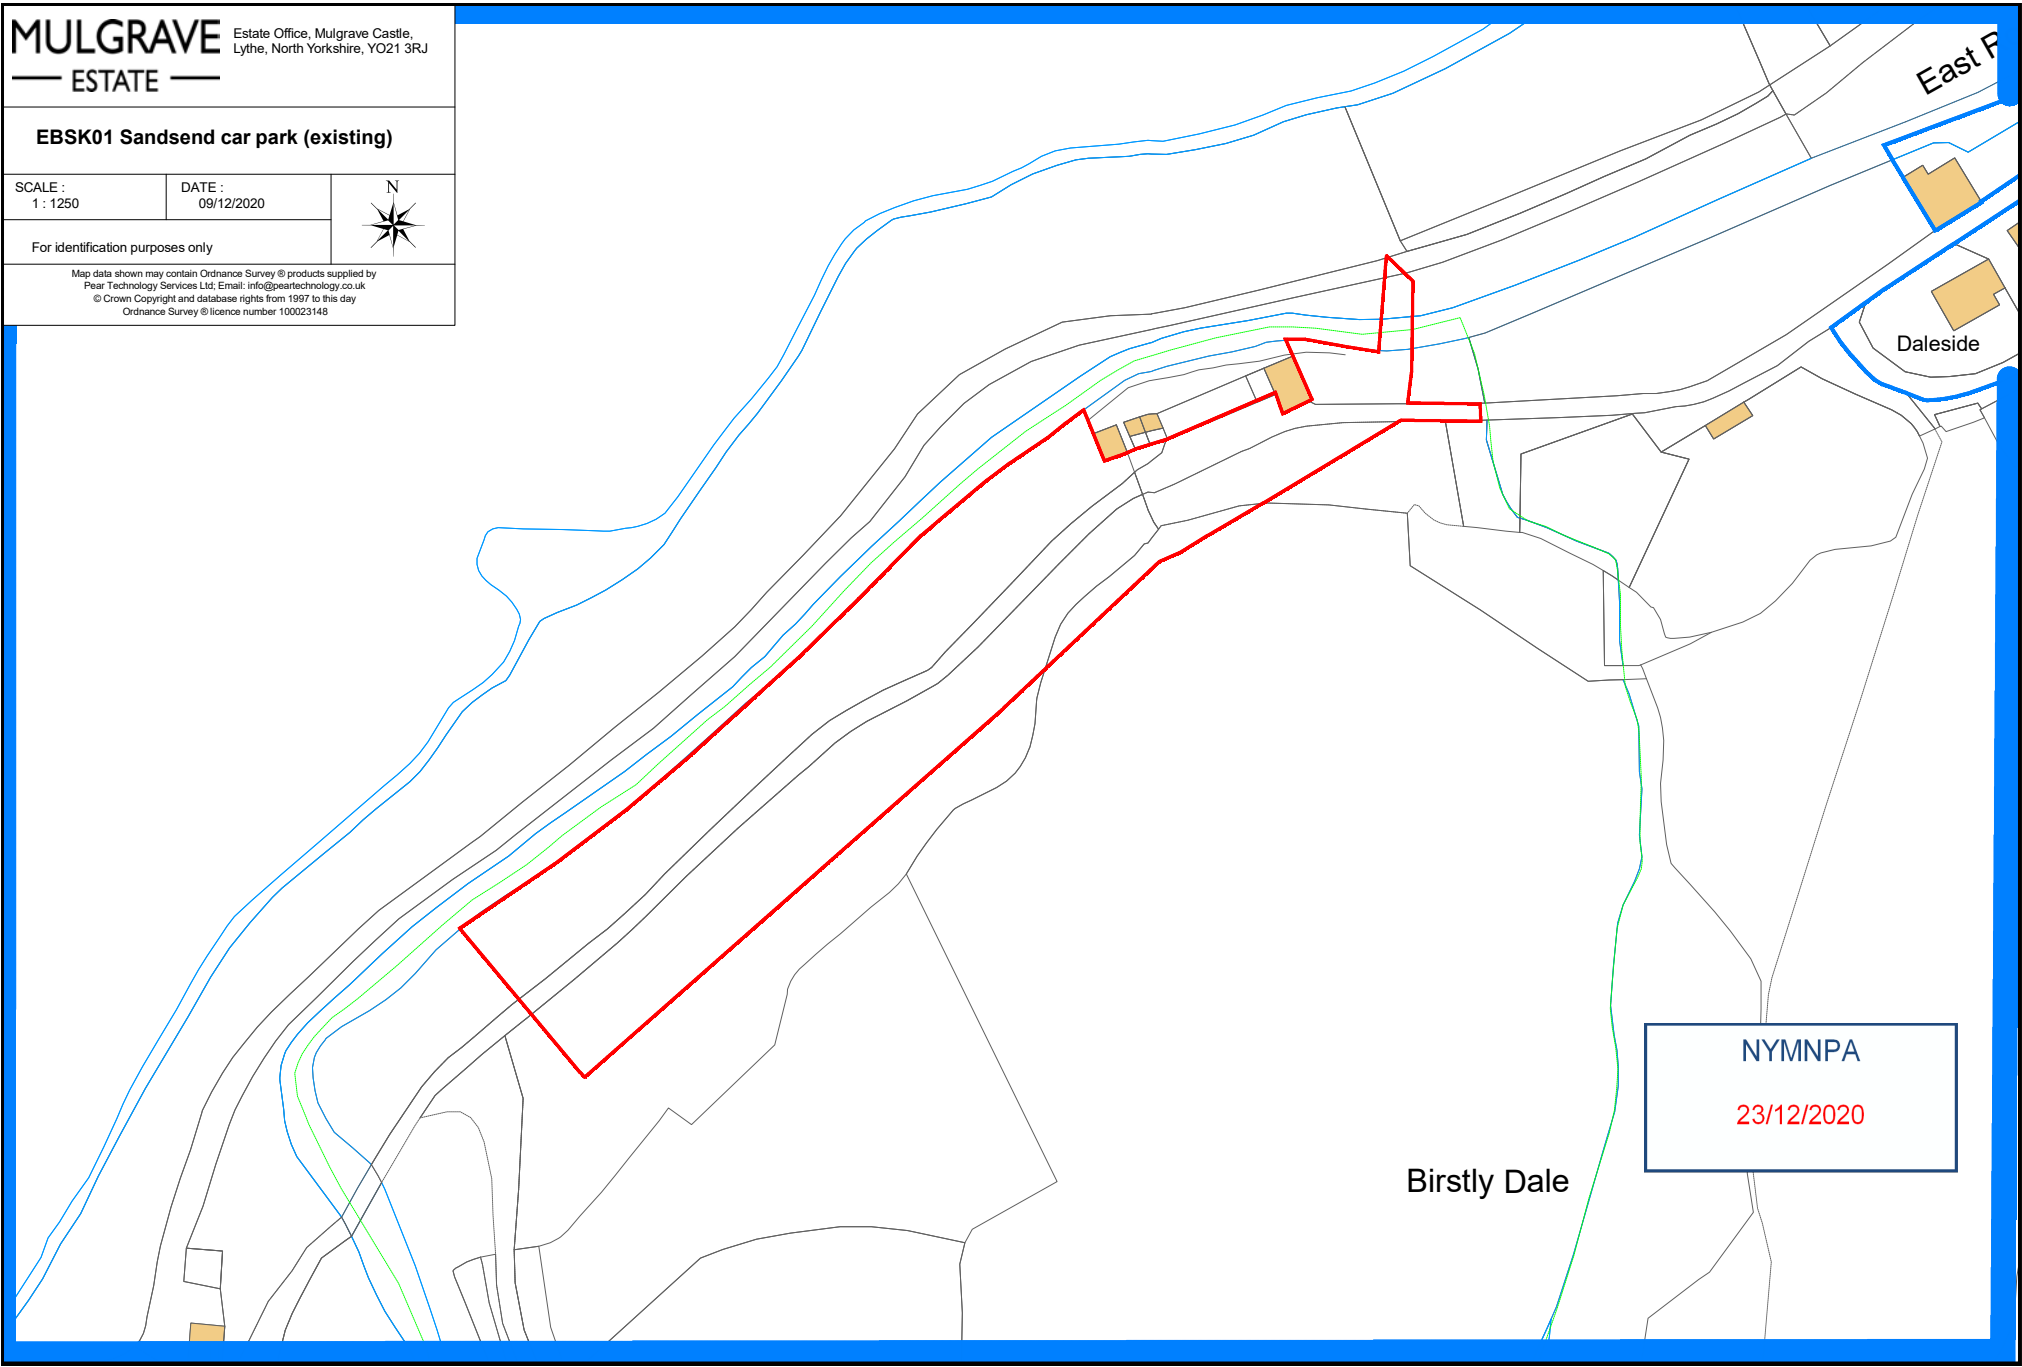 MULGRAVE
ESTATE
Estate Office, Mulgrave Castle,
Lythe, North Yorkshire, YO21 3RJ
EBSK01 Sandsend car park (existing)
SCALE :
1 : 1250
DATE :
09/12/2020
N
For identification purposes only
Map data shown may contain Ordnance Survey ® products supplied by
Pear Technology Services Ltd; Email: info@peartechnology.co.uk
© Crown Copyright and database rights from 1997 to this day
Ordnance Survey ® licence number 100023148
East R
Daleside
NYMNPA
23/12/2020
Birstly Dale